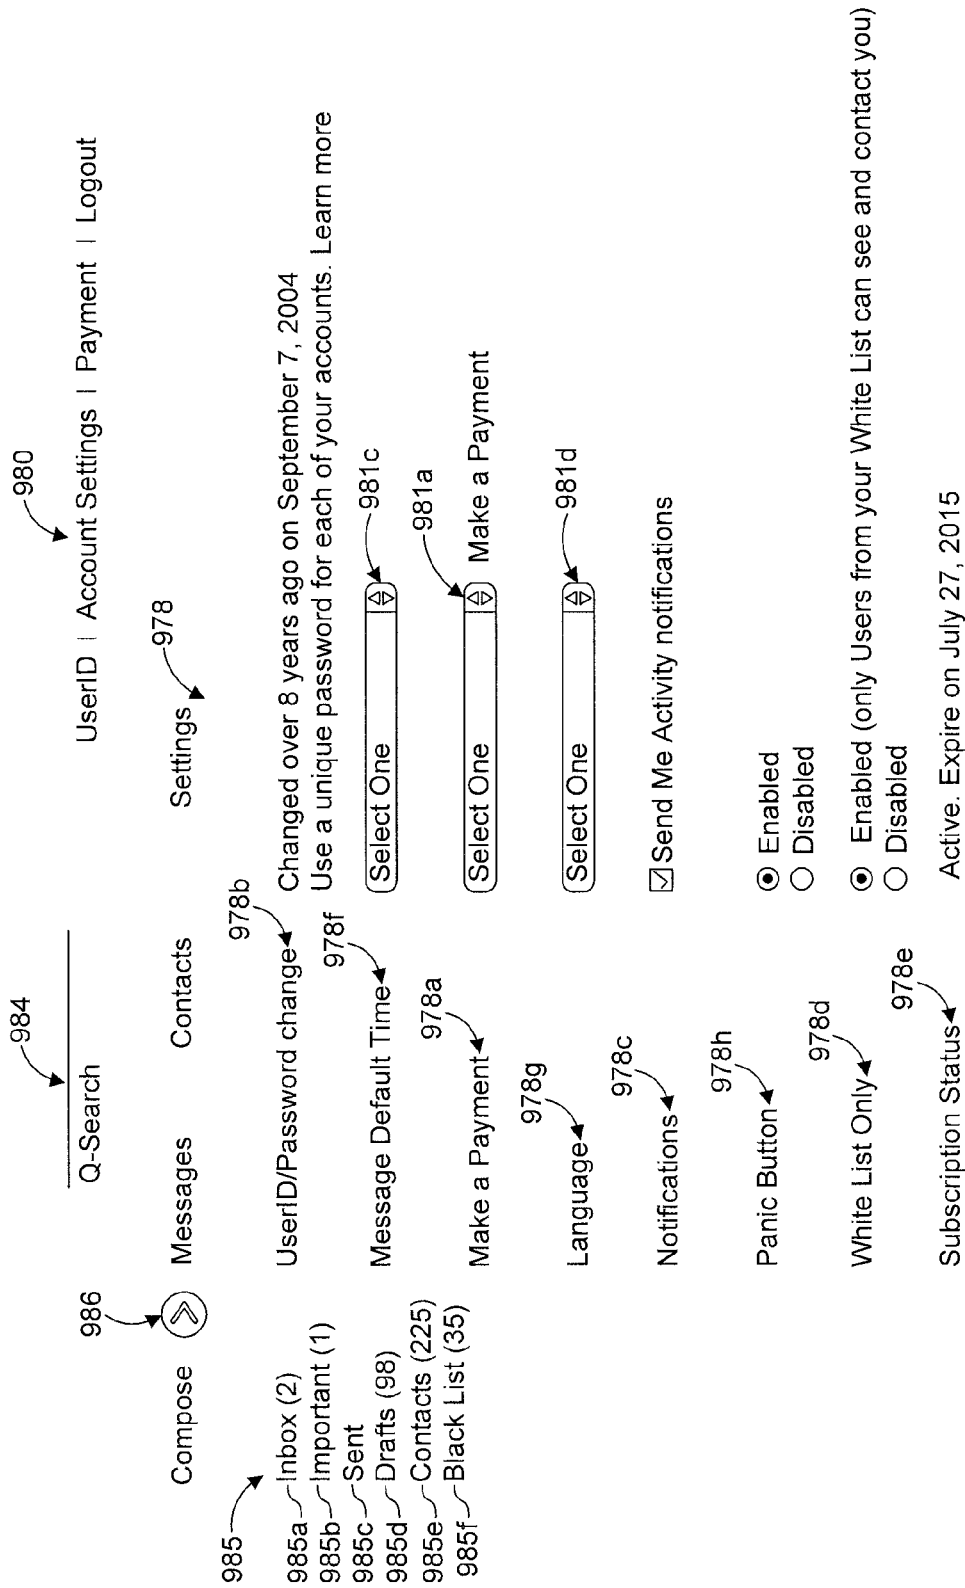 980
UserID | Account Settings | Payment | Logout
984
Q-Search
986
978
Compose Messages Contacts Settings
985
978b
985a Inbox (2) UserID/Password change Changed over 8 years ago on September 7, 2004
985b Important (1) Use a unique password for each of your accounts. Learn more
985c Sent
978f
981c
985d Drafts (98) Message Default Time Select One
985e Contacts (225)
978a
981a
985f Black List (35) Make a Payment Select One Make a Payment
978g
981d
Language Select One
978c
Notifications Send Me Activity notifications
978h
Panic Button Enabled
Disabled
978d
White List Only Enabled (only Users from your White List can see and contact you)
Disabled
978e
Subscription Status Active. Expire on July 27, 2015